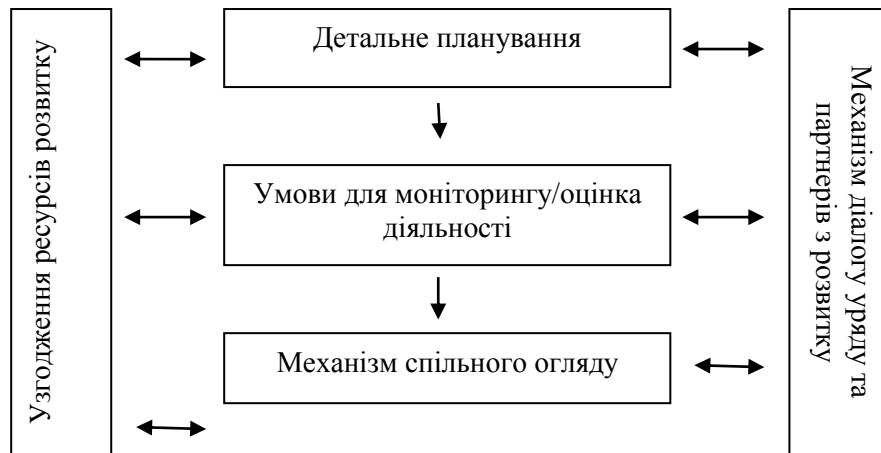 Узгодження ресурсів розвитку
Детальне планування
Умови для моніторингу/оцінка
діяльності
Механізм спільного огляду
Механізм діалогу уряду та
партнерів з розвитку